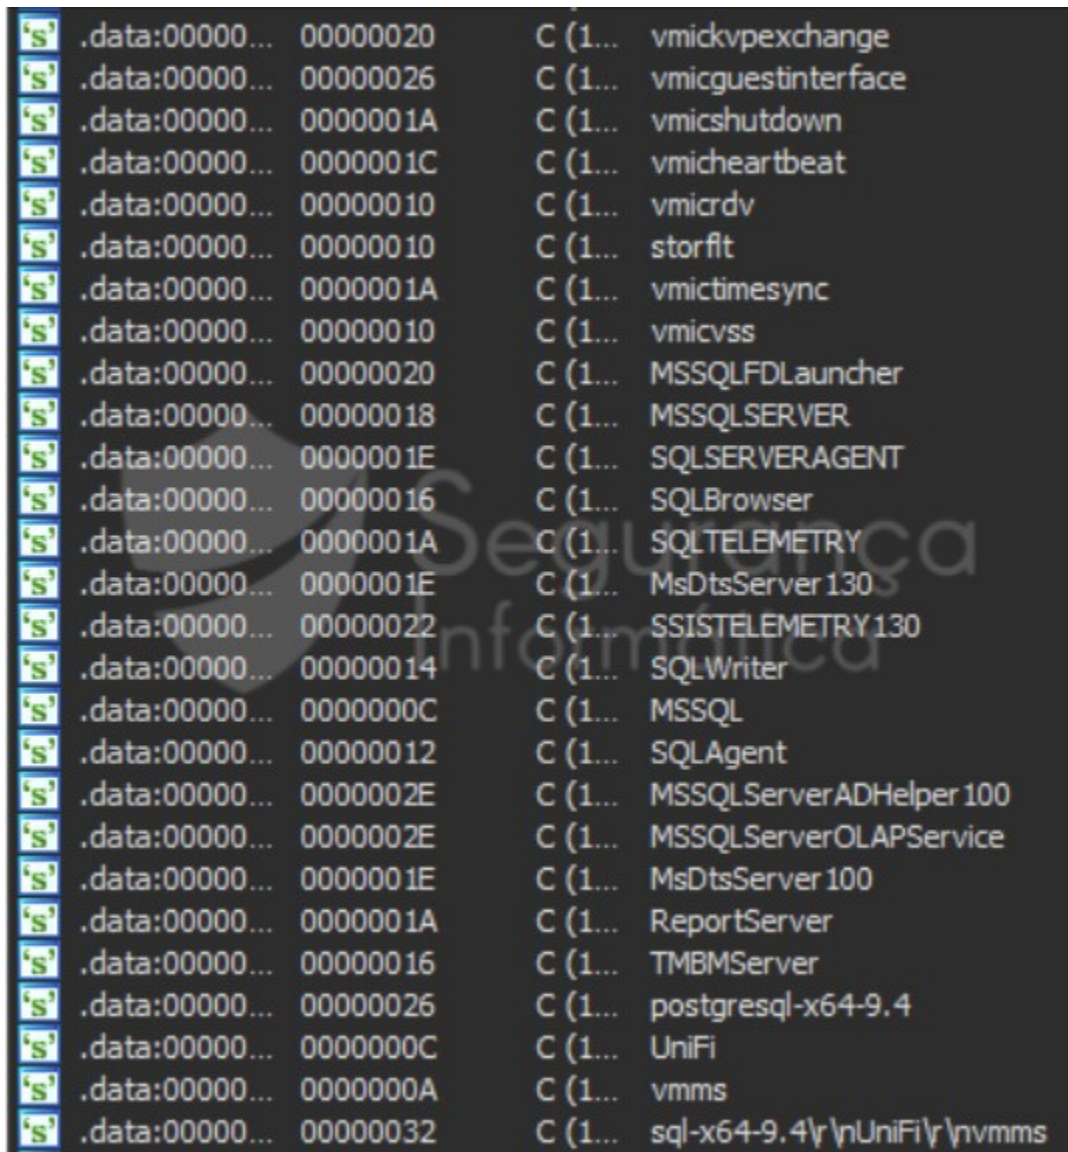 's' .data:00000... 00000020 C (1... vmickvpexchange
's' .data:00000... 00000026 C (1... vmicguestinterface
's' .data:00000... 0000001A C (1... vmicshutdown
's' .data:00000... 0000001C C (1... vmicheartbeat
's' .data:00000... 00000010 C (1... vmicrdv
's' .data:00000... 00000010 C (1... storflt
's' .data:00000... 0000001A C (1... vmictimesync
's' .data:00000... 00000010 C (1... vmicvss
's' .data:00000... 00000020 C (1... MSSQLFDLauncher
's' .data:00000... 00000018 C (1... MSSQLSERVER
's' .data:00000... 0000001E C (1... SQLSERVERAGENT
's' .data:00000... 00000016 C (1... SQLBrowser
's' .data:00000... 0000001A C (1... SQLTELEMETRY
's' .data:00000... 0000001E C (1... MsDtsServer130
's' .data:00000... 00000022 C (1... SSISTELEMETRY130
's' .data:00000... 00000014 C (1... SQLWriter
's' .data:00000... 0000000C C (1... MSSQL
's' .data:00000... 00000012 C (1... SQLAgent
's' .data:00000... 0000002E C (1... MSSQLServerADHelper100
's' .data:00000... 0000002E C (1... MSSQLServerOLAPService
's' .data:00000... 0000001E C (1... MsDtsServer100
's' .data:00000... 0000001A C (1... ReportServer
's' .data:00000... 00000016 C (1... TMBMServer
's' .data:00000... 00000026 C (1... postgresql-x64-9.4
's' .data:00000... 0000000C C (1... UniFi
's' .data:00000... 0000000A C (1... vmms
's' .data:00000... 00000032 C (1... sql-x64-9.4\r\nUniFi\r\nvmms
Segurança
Informática